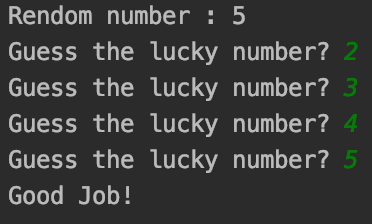 Rendom number : 5
Guess the lucky number? 2
Guess the lucky number? 3
Guess the lucky number? 4
Guess the lucky number? 5
Good Job!